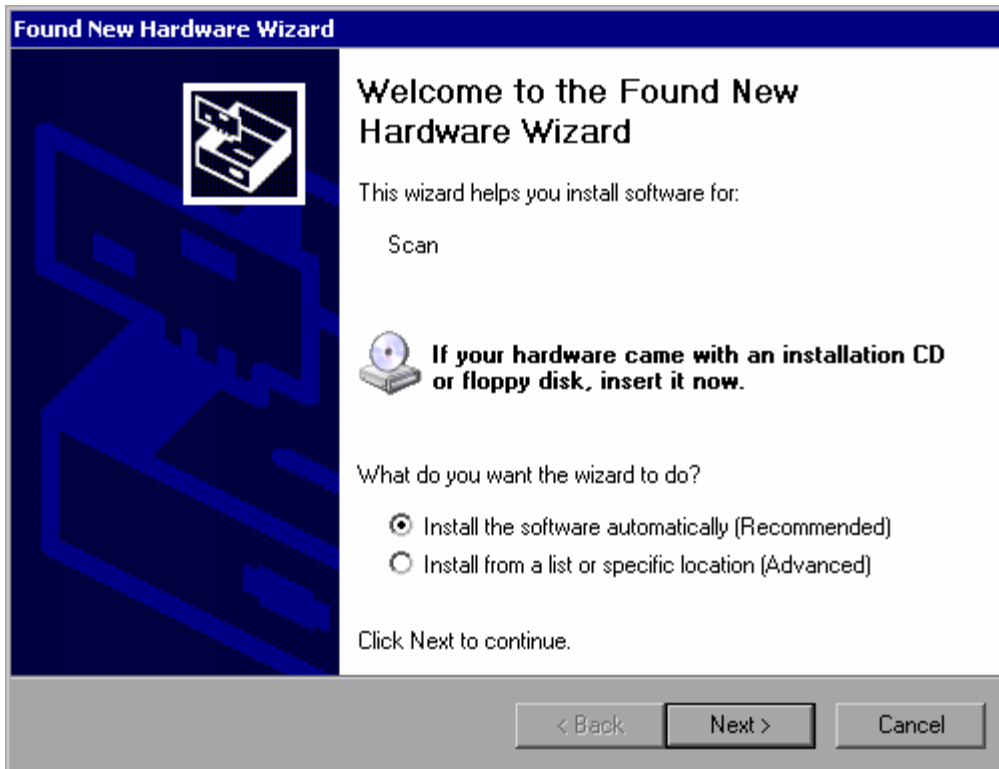 Found New Hardware Wizard
Welcome to the Found New
Hardware Wizard
This wizard helps you install software for:
Scan
If your hardware came with an installation CD
or floppy disk, insert it now.
What do you want the wizard to do?
Install the software automatically (Recommended)
Install from a list or specific location (Advanced)
Click Next to continue.
< Back
Next >
Cancel